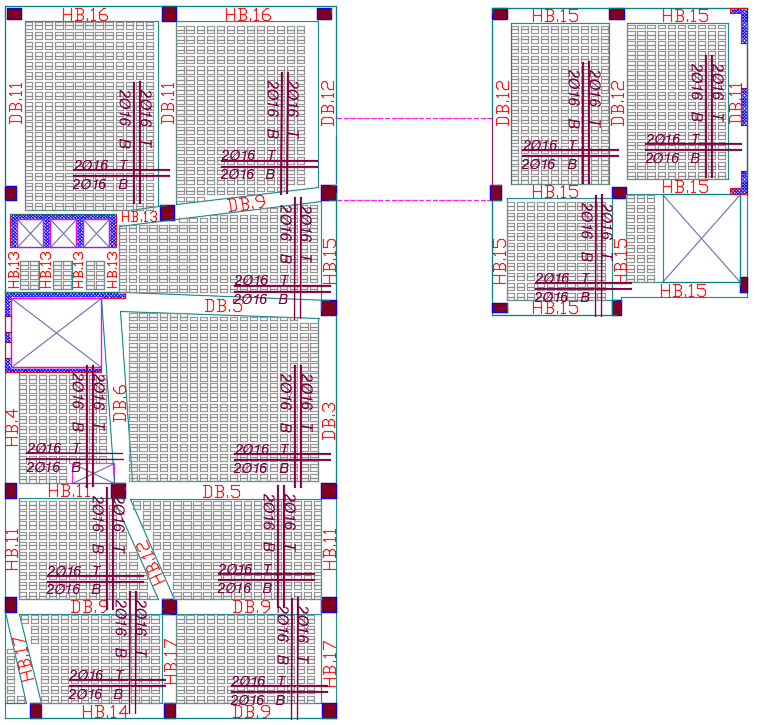 HB.16 HB.16 HB.15 HB.15
DB.11 DB.11 DB.12 DB.12 DB.12 DB.11
2Ø16 T 2Ø16 B
2Ø16 T 2Ø16 B
2Ø16 T 2Ø16 B
2Ø16 T 2Ø16 B
2Ø16 T 2Ø16 T 2Ø16 T 2Ø16 T
2Ø16 B 2Ø16 B 2Ø16 B 2Ø16 B
HB.15 HB.15
HB.13 DB.9
2Ø16 T 2Ø16 B
2Ø16 T 2Ø16 B
HB.13 HB.13 HB.13 HB.13 HB.15 HB.15 HB.15
2Ø16 T 2Ø16 T
2Ø16 B 2Ø16 B
HB.15
DB.5 HB.15
2Ø16 T 2Ø16 B
2Ø16 T 2Ø16 B
HB.4 DB.6 DB.3
2Ø16 T 2Ø16 T
2Ø16 B 2Ø16 B
HB.11 DB.5
2Ø16 T 2Ø16 B
2Ø16 T 2Ø16 B
HB.11 HB.12 HB.11
2Ø16 T 2Ø16 T
2Ø16 B 2Ø16 B
DB.9 DB.9
2Ø16 T 2Ø16 B
2Ø16 T 2Ø16 B
HB.17 HB.17 HB.17
2Ø16 T 2Ø16 T
2Ø16 B 2Ø16 B
HB.14 DB.9